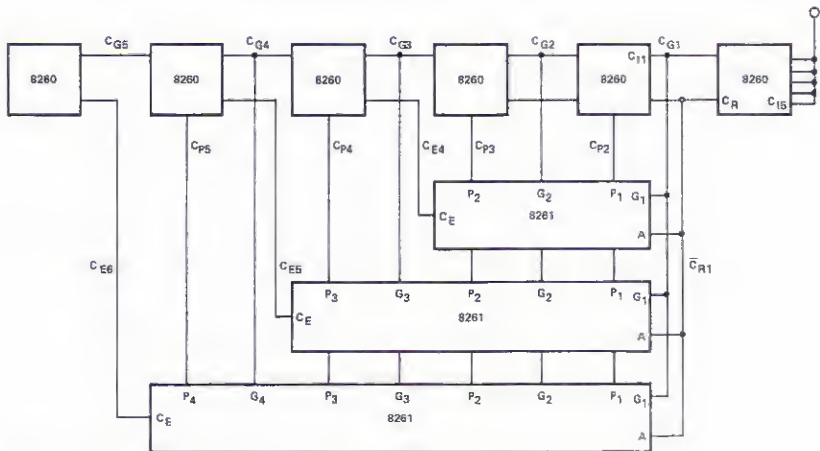 CG5 CG4 CG3 CG2 CG1
8260 8260 8260 8260 8260 8260
CI1
CR CI5
CP5 CP4 CE4 CP3 CP2
P2 G2 P1 G1
CE 8261
A
CE6 CE5 C̅R1
P3 G3 P2 G2 P1 G1
CE 8261
A
P4 G4 P3 G3 P2 G2 P1 G1
CE 8261
A